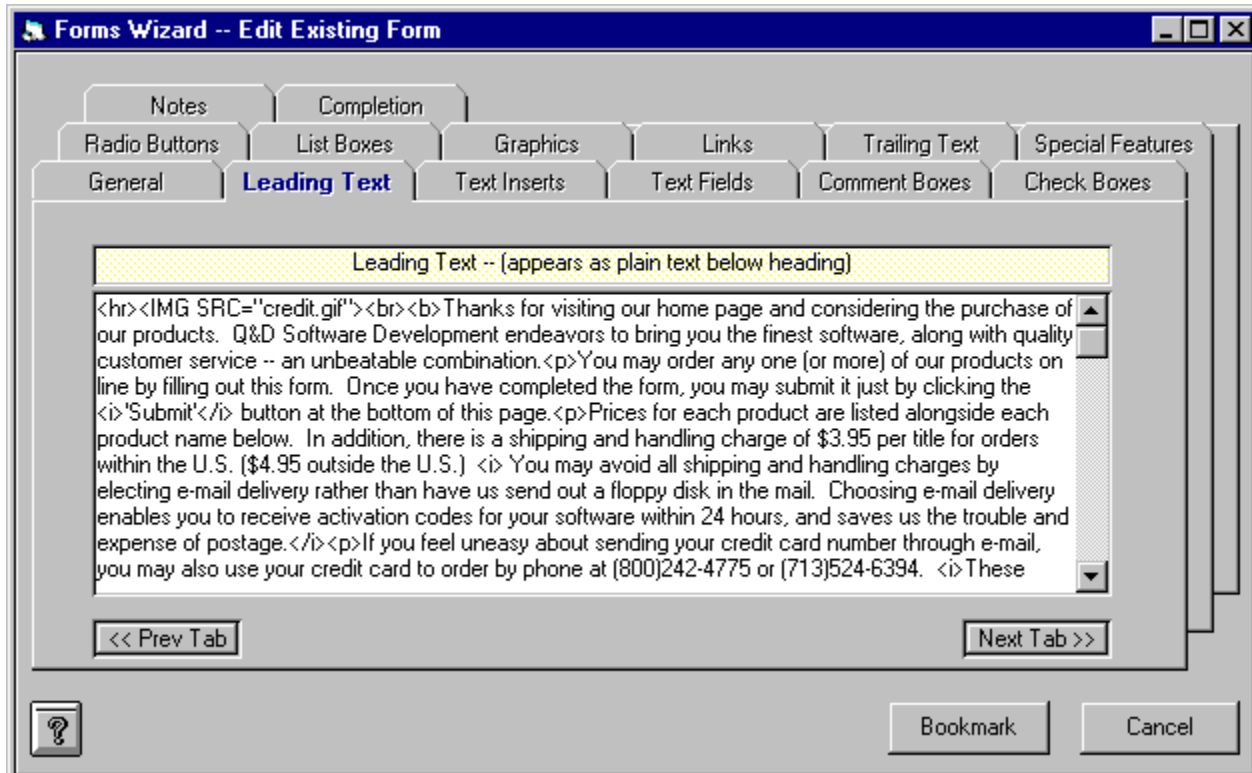 Forms Wizard -- Edit Existing Form
Notes Completion
Radio Buttons List Boxes Graphics Links Trailing Text Special Features
General Leading Text Text Inserts Text Fields Comment Boxes Check Boxes
Leading Text -- (appears as plain text below heading)
<hr><IMG SRC="credit.gif"><br><b>Thanks for visiting our home page and considering the purchase of
our products.  Q&D Software Development endeavors to bring you the finest software, along with quality
customer service -- an unbeatable combination.<p>You may order any one (or more) of our products on
line by filling out this form.  Once you have completed the form, you may submit it just by clicking the
<i>'Submit'</i> button at the bottom of this page.<p>Prices for each product are listed alongside each
product name below.  In addition, there is a shipping and handling charge of $3.95 per title for orders
within the U.S. ($4.95 outside the U.S.)  <i> You may avoid all shipping and handling charges by
electing e-mail delivery rather than have us send out a floppy disk in the mail.  Choosing e-mail delivery
enables you to receive activation codes for your software within 24 hours, and saves us the trouble and
expense of postage.</i><p>If you feel uneasy about sending your credit card number through e-mail,
you may also use your credit card to order by phone at (800)242-4775 or (713)524-6394.  <i>These
<< Prev Tab Next Tab >>
? Bookmark Cancel